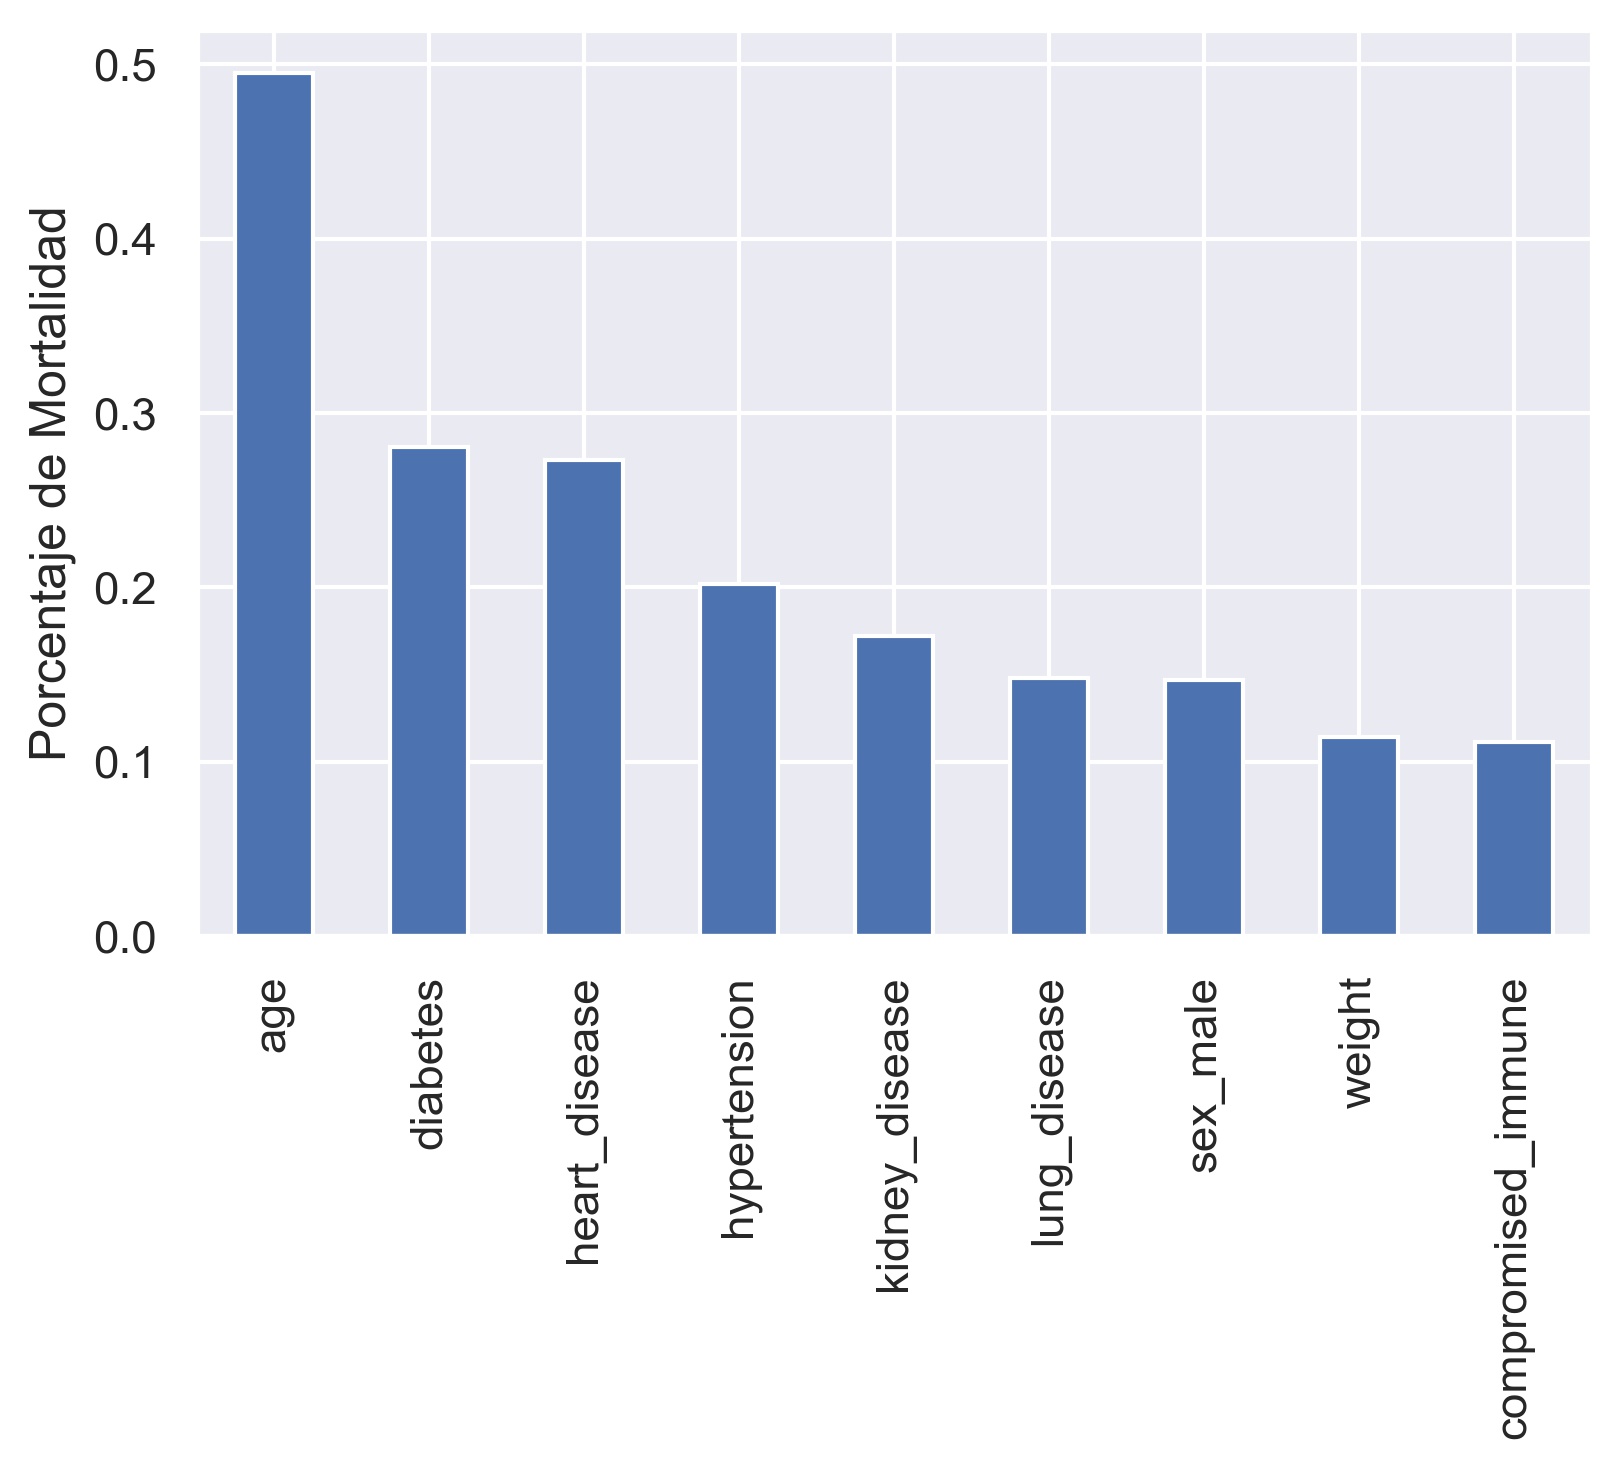 Porcentaje de Mortalidad
0.5
0.4
0.3
0.2
0.1
0.0
age
diabetes
heart_disease
hypertension
kidney_disease
lung_disease
sex_male
weight
compromised_immune